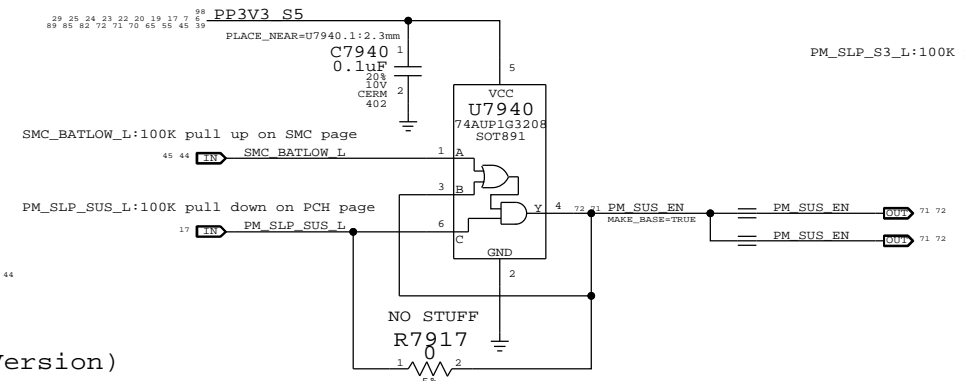 98
29 25 24 23 22 20 19 17 7 6
89 85 82 72 71 70 65 55 45 39
PP3V3 S5
PLACE_NEAR=U7940.1:2.3mm
C7940 1
0.1uF
20%
10V
CERM
402
2
PM_SLP_S3_L:100K
5
VCC
U7940
74AUP1G3208
SOT891
SMC_BATLOW_L:100K pull up on SMC page
45 44 IN SMC_BATLOW_L 1 A
3 B
PM_SLP_SUS_L:100K pull down on PCH page
17 IN PM_SLP_SUS_L 6 C
Y 4 72 71 PM_SUS_EN
MAKE_BASE=TRUE
PM_SUS_EN OUT 71 72
PM_SUS_EN OUT 71 72
GND
2
44
NO STUFF
R7917
0
1 2
5%
Version)